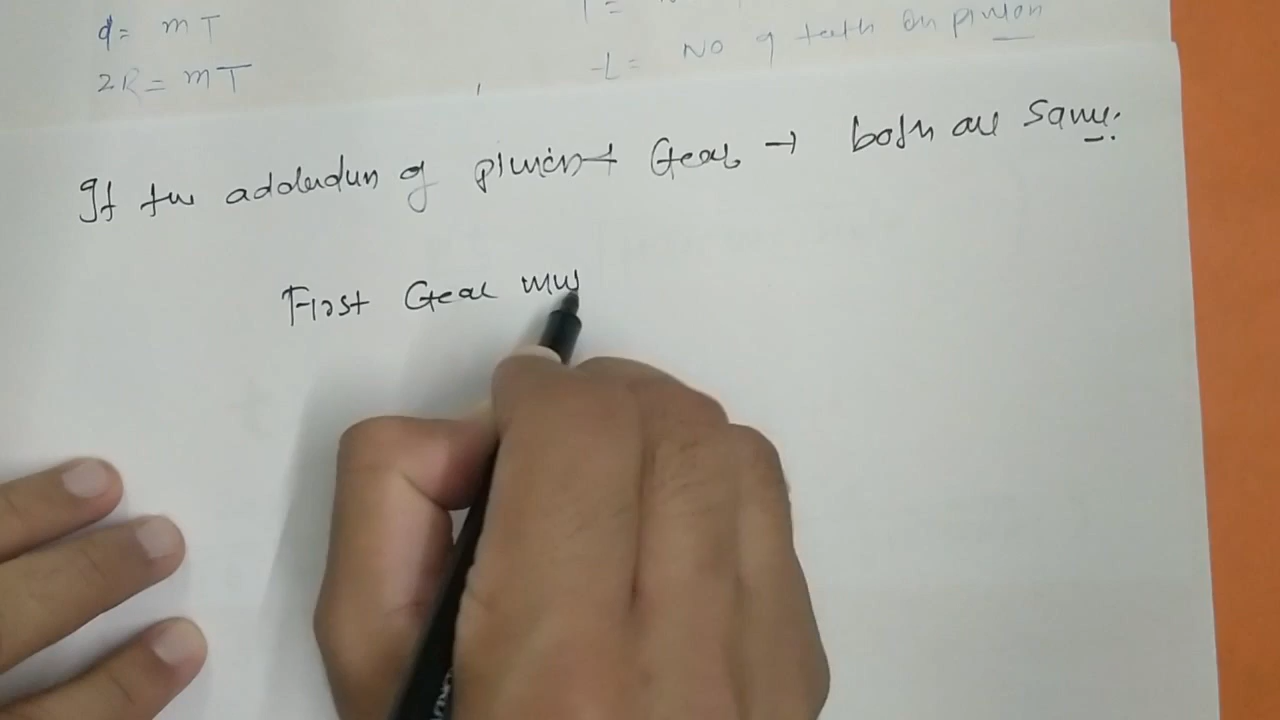 d = mT
2R = mT
T =
t = No of teeth on pinion
If the addendum of pinion + Gear → both are same.
First Gear mu